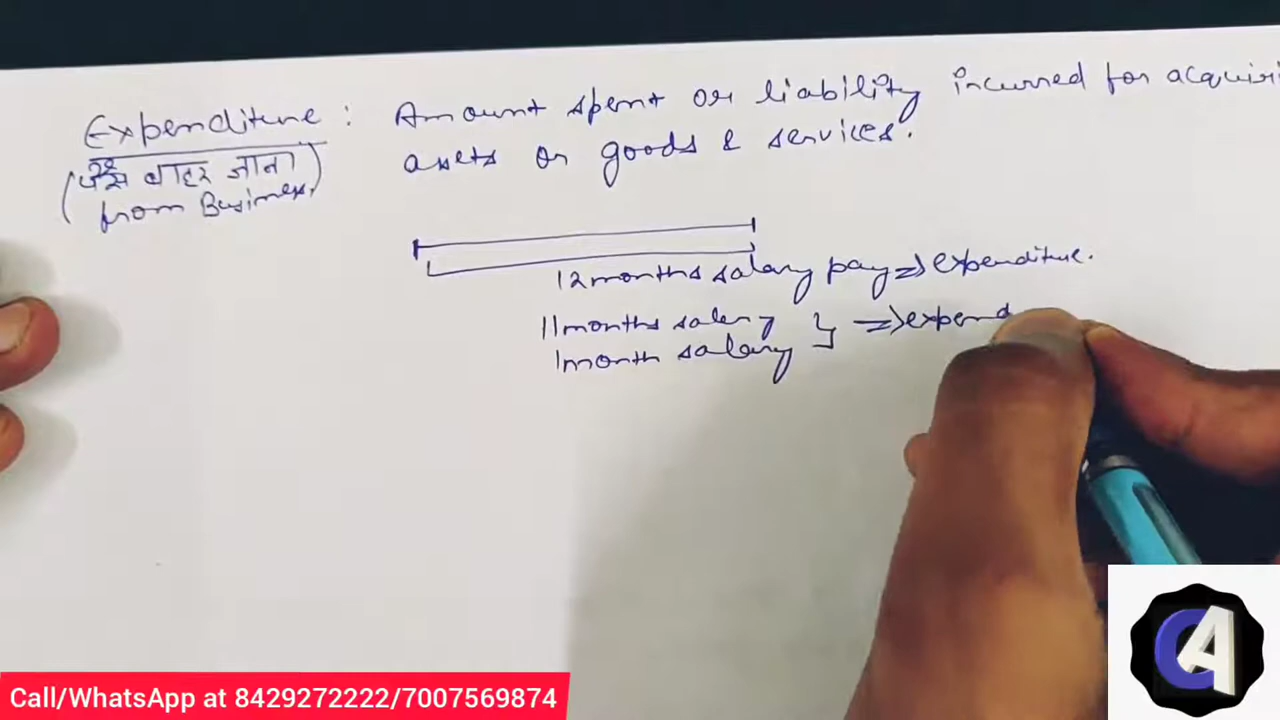 Expenditure : Amount spent or liability incurred for acquiri
assets or goods & services.
(पैसे बाहर जाना
from Business)
12 months salary pay => expenditure.
11 months salary
1 month salary } => expend
CA
Call/WhatsApp at 8429272222/7007569874